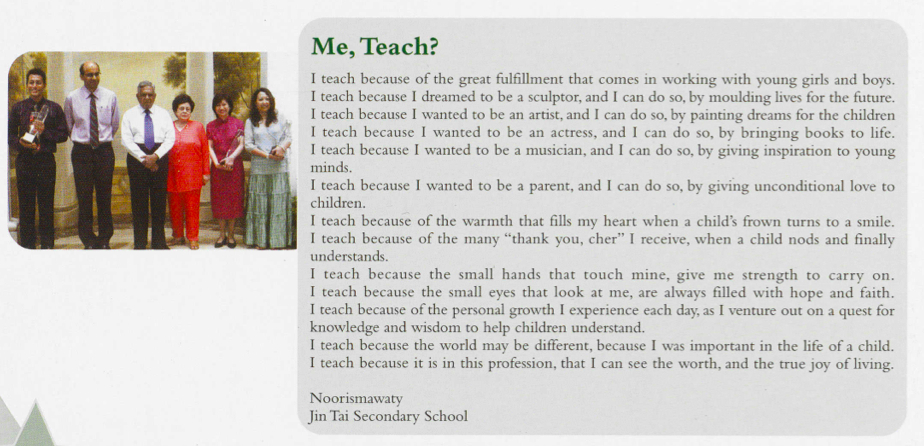 Me, Teach?
I teach because of the great fulfillment that comes in working with young girls and boys.
I teach because I dreamed to be a sculptor, and I can do so, by moulding lives for the future.
I teach because I wanted to be an artist, and I can do so, by painting dreams for the children
I teach because I wanted to be an actress, and I can do so, by bringing books to life.
I teach because I wanted to be a musician, and I can do so, by giving inspiration to young
minds.
I teach because I wanted to be a parent, and I can do so, by giving unconditional love to
children.
I teach because of the warmth that fills my heart when a child's frown turns to a smile.
I teach because of the many "thank you, cher" I receive, when a child nods and finally
understands.
I teach because the small hands that touch mine, give me strength to carry on.
I teach because the small eyes that look at me, are always filled with hope and faith.
I teach because of the personal growth I experience each day, as I venture out on a quest for
knowledge and wisdom to help children understand.
I teach because the world may be different, because I was important in the life of a child.
I teach because it is in this profession, that I can see the worth, and the true joy of living.
Noorismawaty
Jin Tai Secondary School